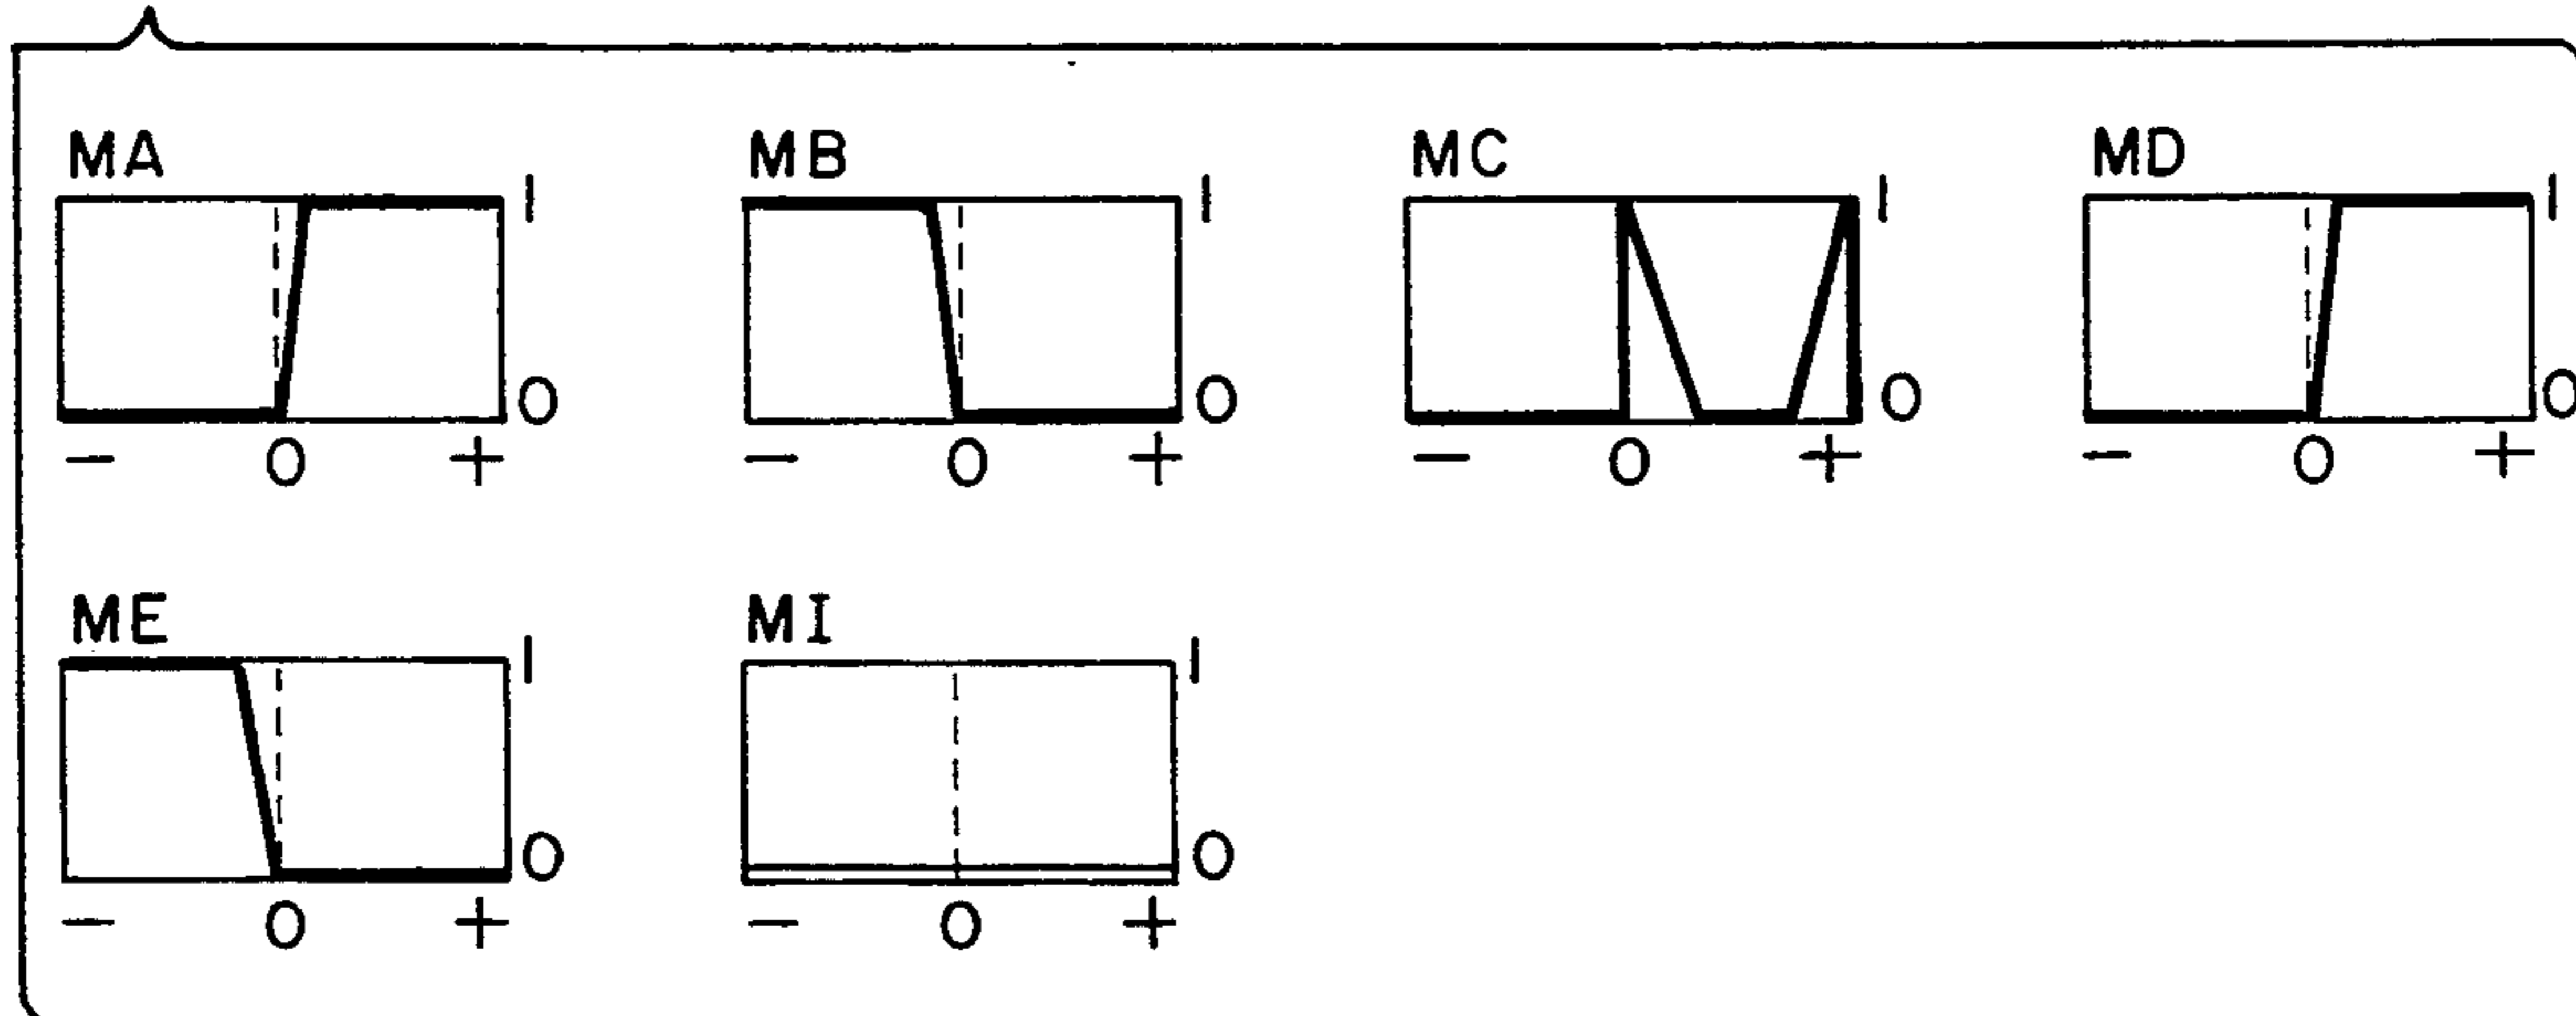 MA MB MC MD
1 1 1 1
0 0 0 0
− 0 + − 0 + − 0 + − 0 +
ME MI
1 1
0 0
− 0 + − 0 +